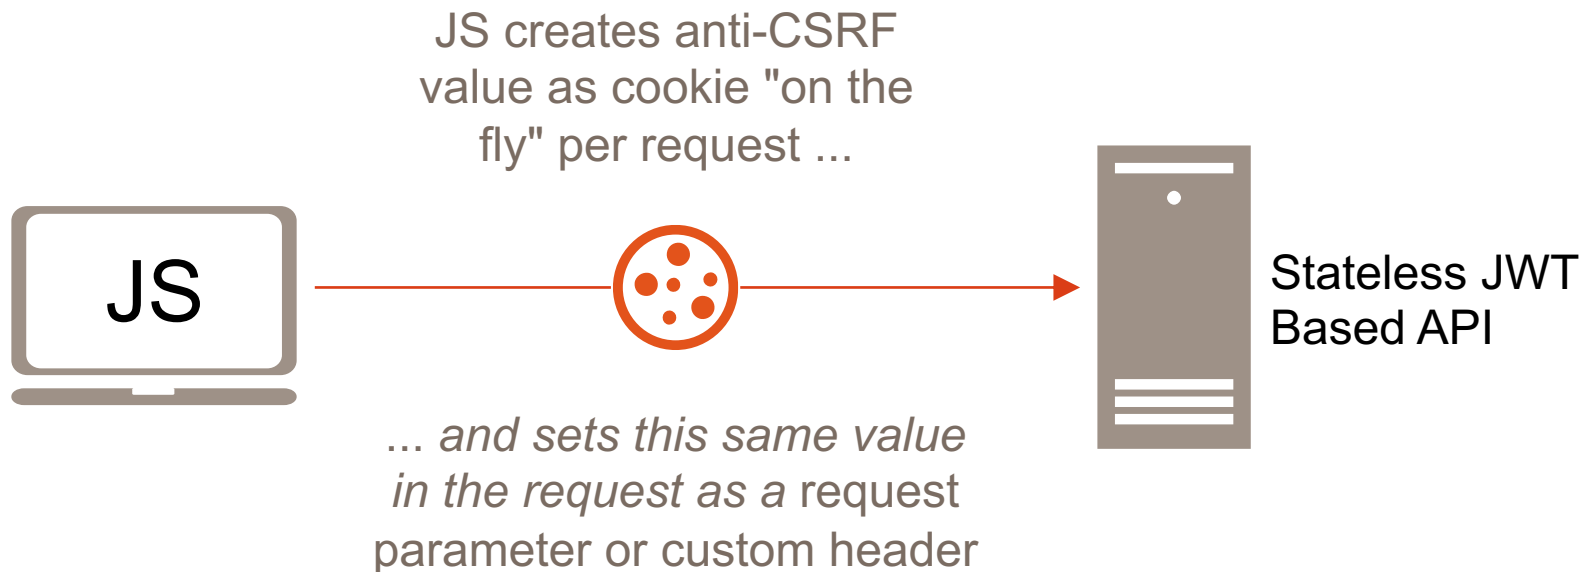 JS creates anti-CSRF
value as cookie "on the
fly" per request ...
JS
Stateless JWT
Based API
... and sets this same value
in the request as a request
parameter or custom header